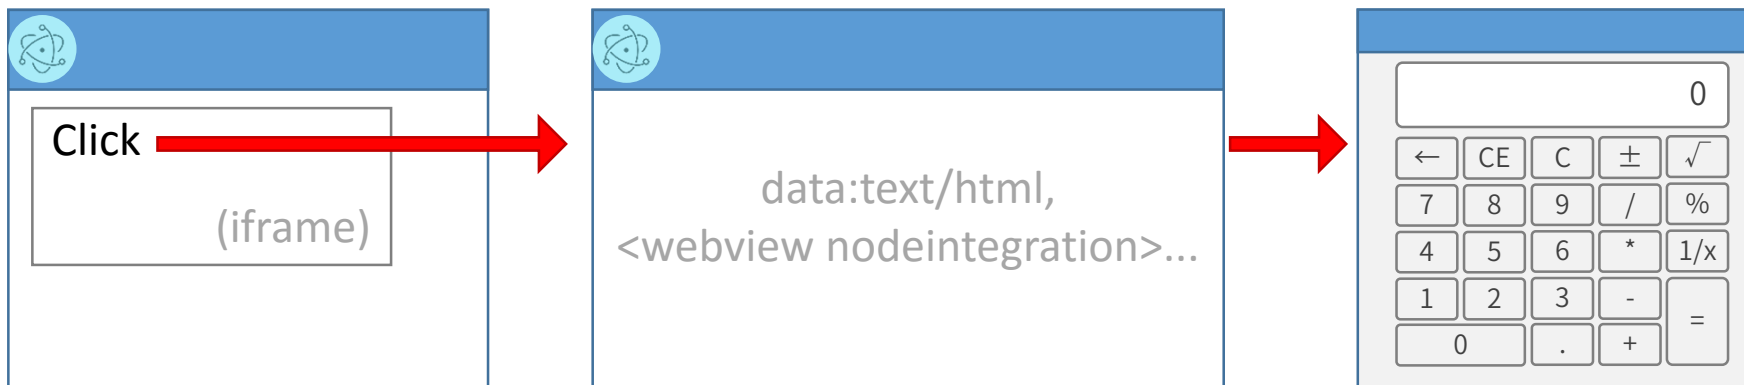 Click
(iframe)
data:text/html,
<webview nodeintegration>...
0
← CE C ± √
7 8 9 / %
4 5 6 * 1/x
1 2 3 - =
0 . +